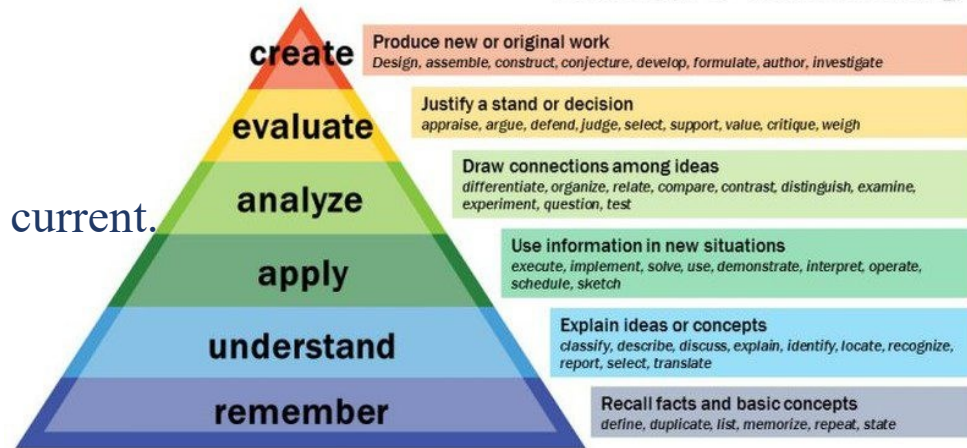 create
Produce new or original work
Design, assemble, construct, conjecture, develop, formulate, author, investigate
evaluate
Justify a stand or decision
appraise, argue, defend, judge, select, support, value, critique, weigh
analyze
Draw connections among ideas
differentiate, organize, relate, compare, contrast, distinguish, examine,
experiment, question, test
current.
apply
Use information in new situations
execute, implement, solve, use, demonstrate, interpret, operate,
schedule, sketch
understand
Explain ideas or concepts
classify, describe, discuss, explain, identify, locate, recognize,
report, select, translate
remember
Recall facts and basic concepts
define, duplicate, list, memorize, repeat, state